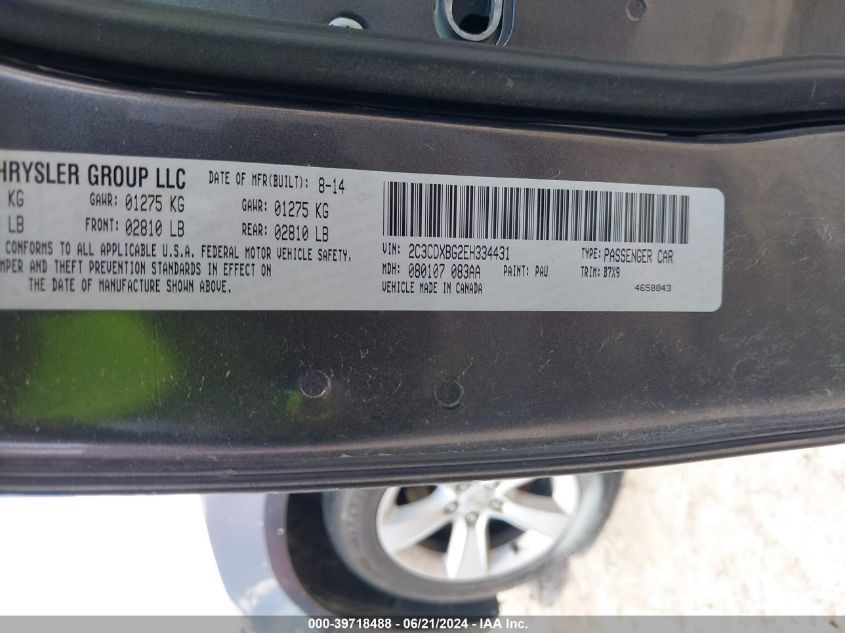 HRYSLER GROUP LLC DATE OF MFR(BUILT): 8-14
KG GAWR: 01275 KG GAWR: 01275 KG
LB FRONT: 02810 LB REAR: 02810 LB
CONFORMS TO ALL APPLICABLE U.S.A. FEDERAL MOTOR VEHICLE SAFETY,
MPER AND THEFT PREVENTION STANDARDS IN EFFECT ON
THE DATE OF MANUFACTURE SHOWN ABOVE.
VIN: 2C3CDXBG2EH334431 TYPE: PASSENGER CAR
MDH: 080107 083AA PAINT: PAU TRIM: B7X9
VEHICLE MADE IN CANADA 4658843
000-39718488 - 06/21/2024 - IAA Inc.